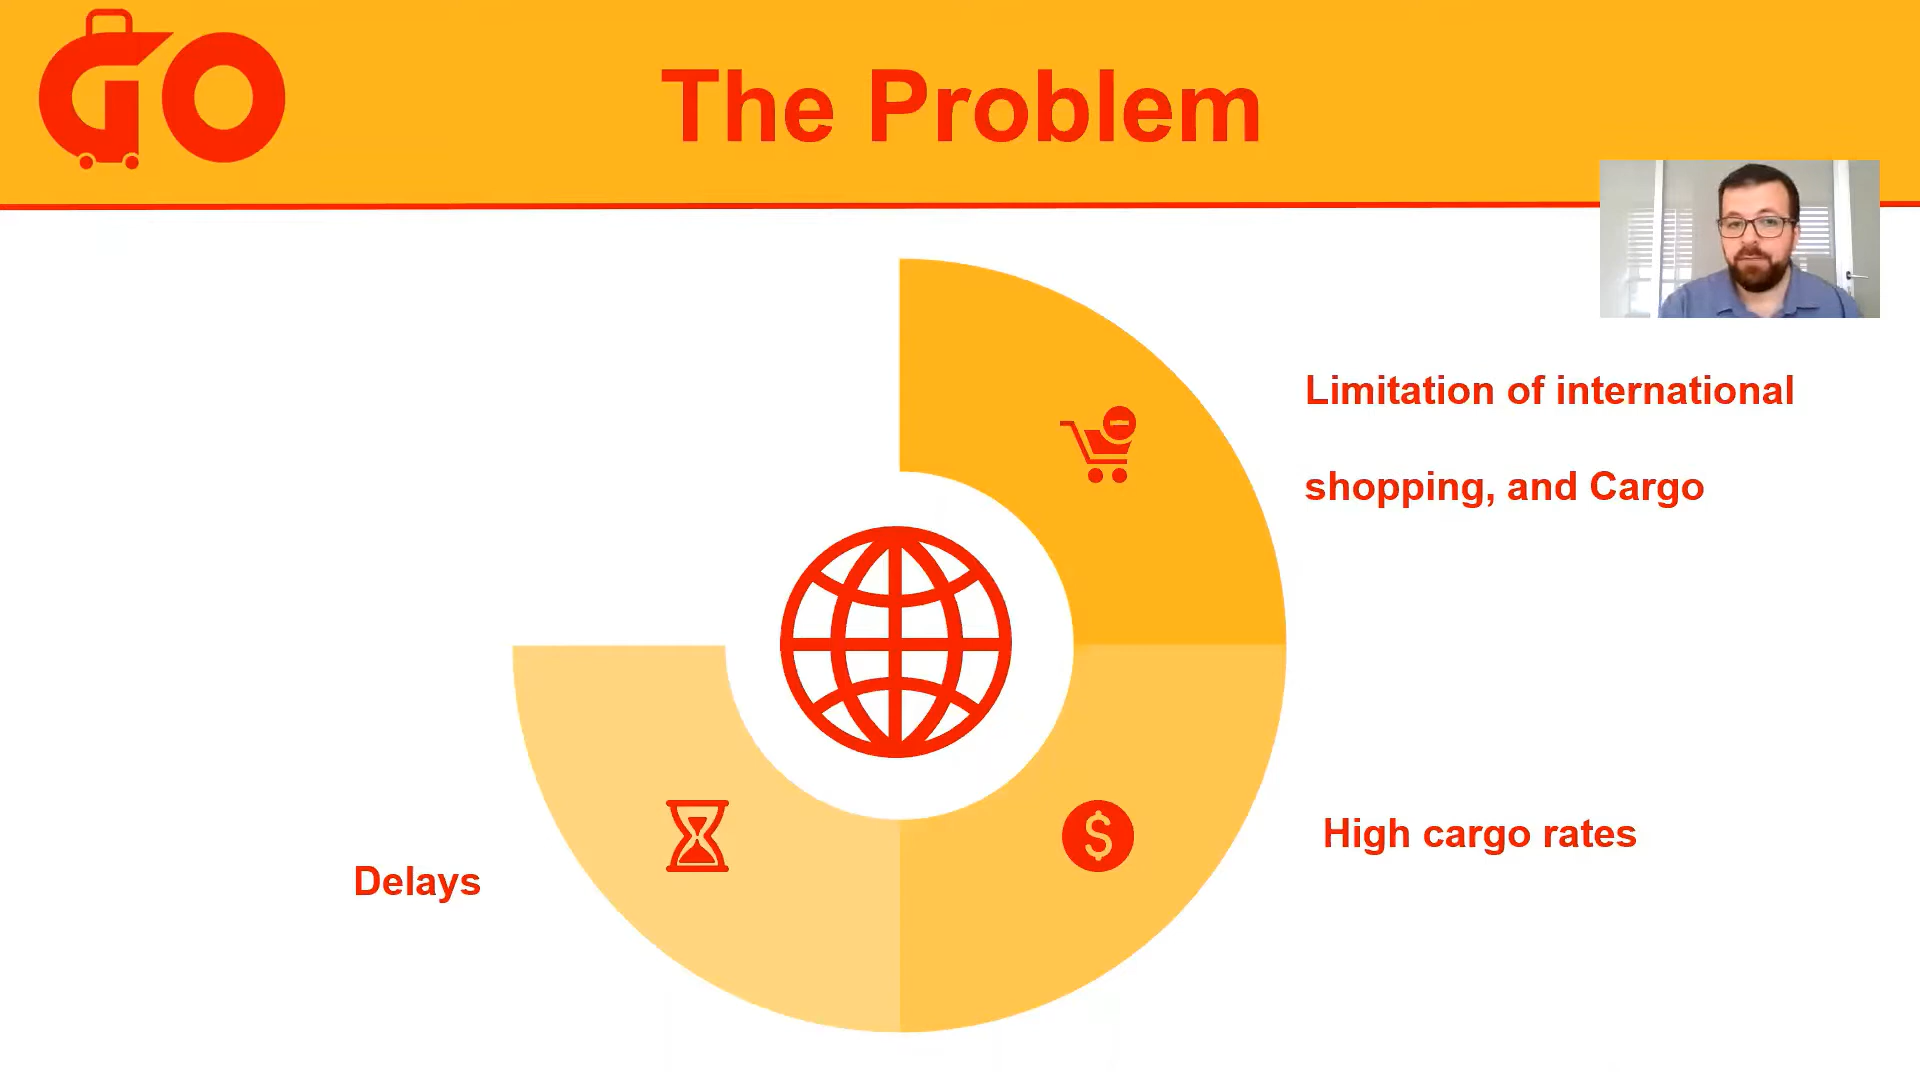 GO
The Problem
Limitation of international
shopping, and Cargo
$
High cargo rates
Delays